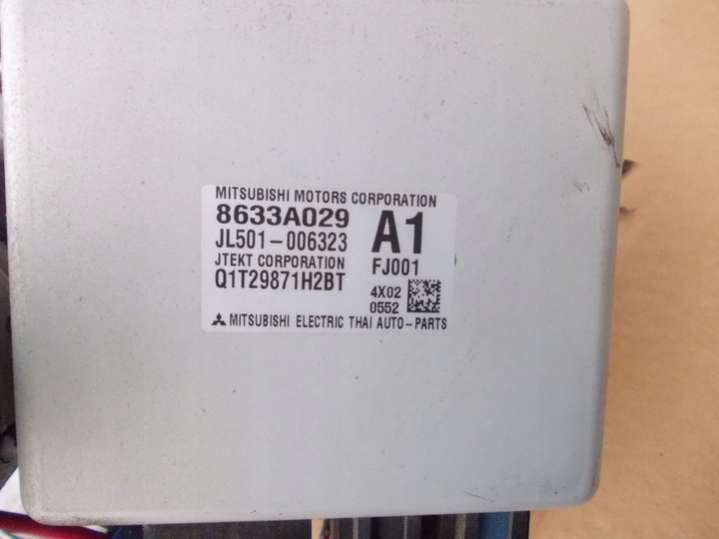 MITSUBISHI MOTORS CORPORATION
8633A029 A1
JL501-006323
JTEKT CORPORATION FJ001
Q1T29871H2BT 4X02
0552
MITSUBISHI ELECTRIC THAI AUTO-PARTS